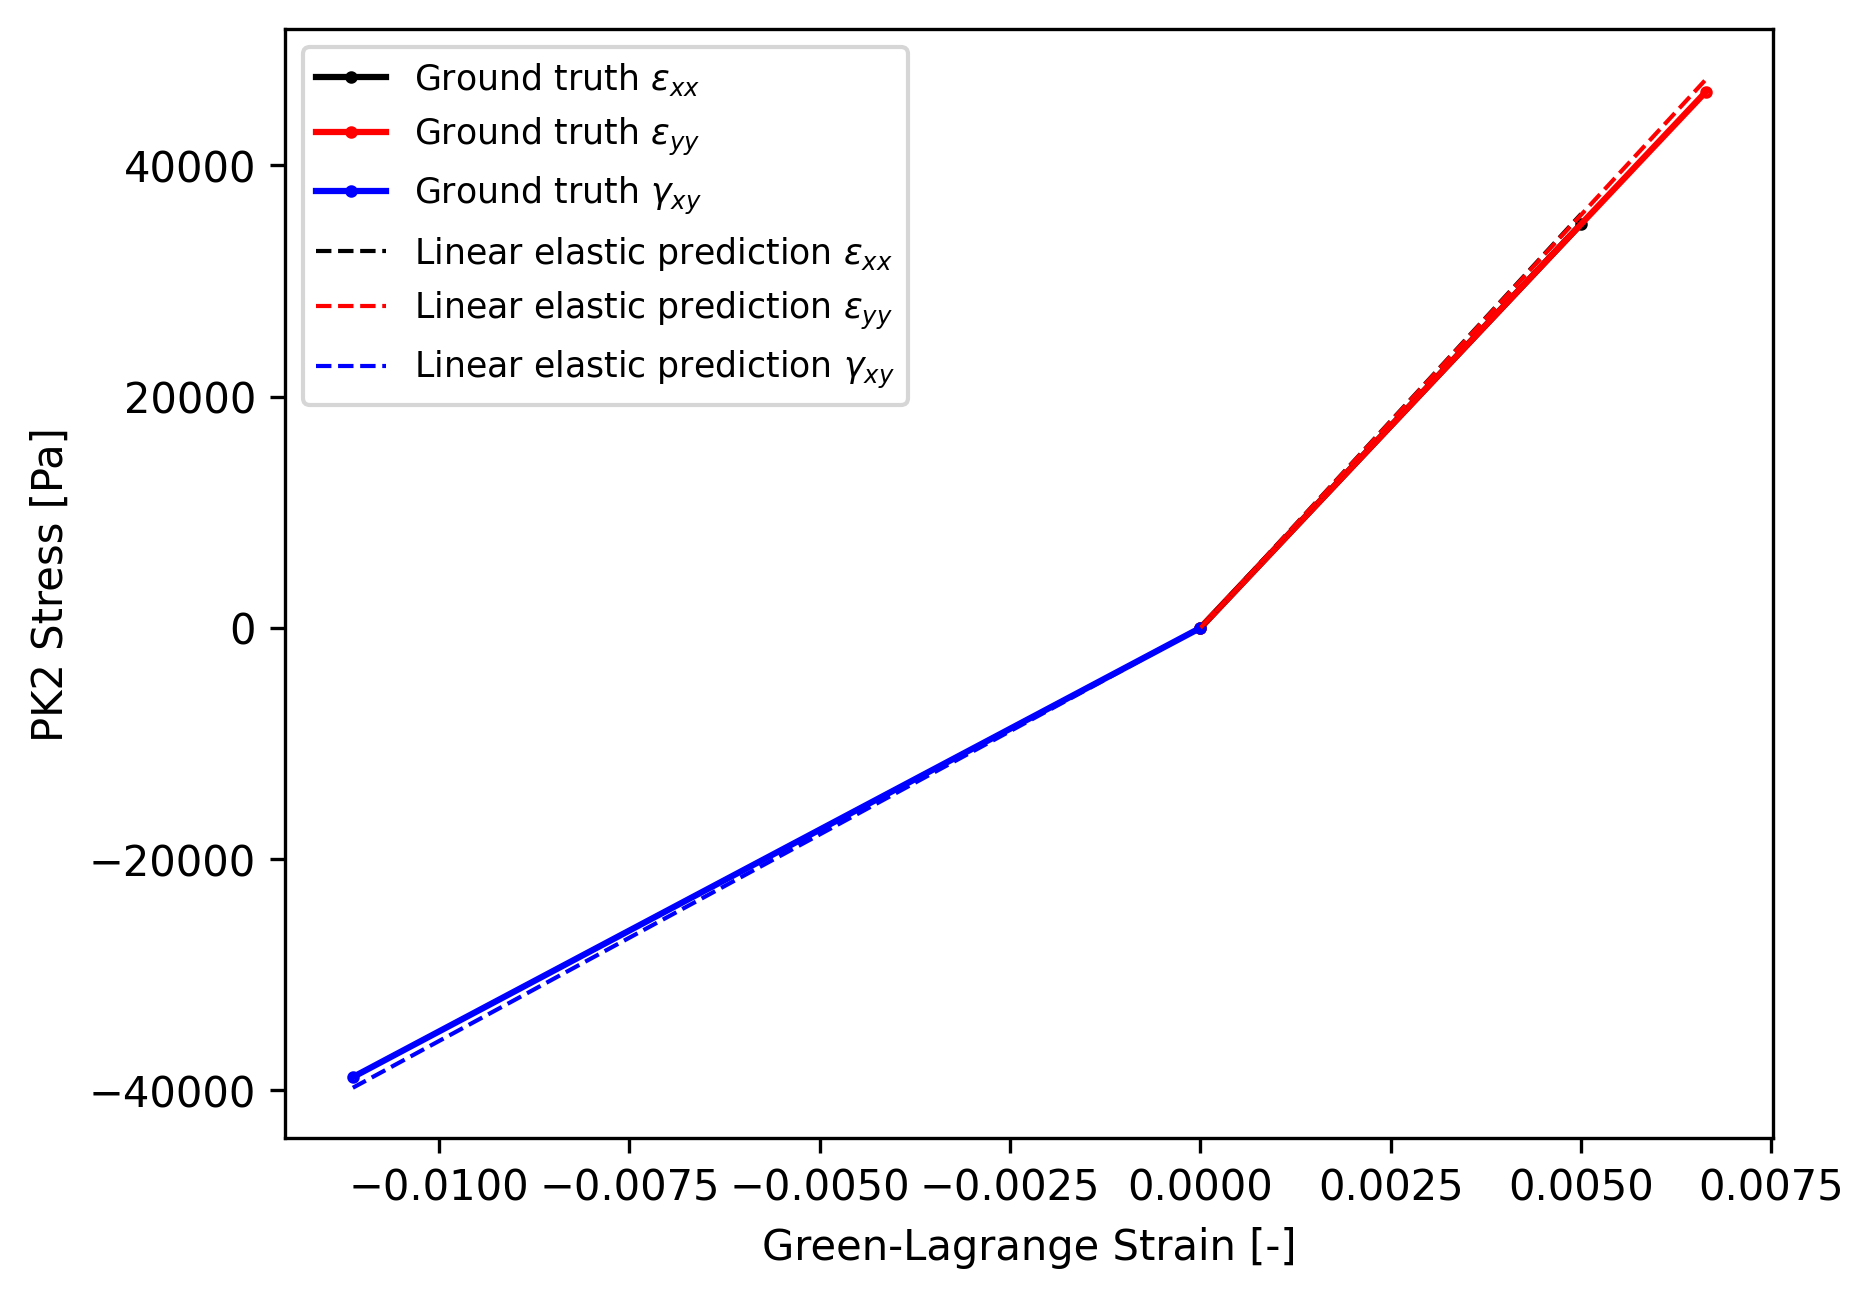 Ground truth εxx
Ground truth εyy
Ground truth γxy
Linear elastic prediction εxx
Linear elastic prediction εyy
Linear elastic prediction γxy
40000
20000
0
−20000
−40000
PK2 Stress [Pa]
−0.0100 −0.0075 −0.0050 −0.0025 0.0000 0.0025 0.0050 0.0075
Green-Lagrange Strain [-]